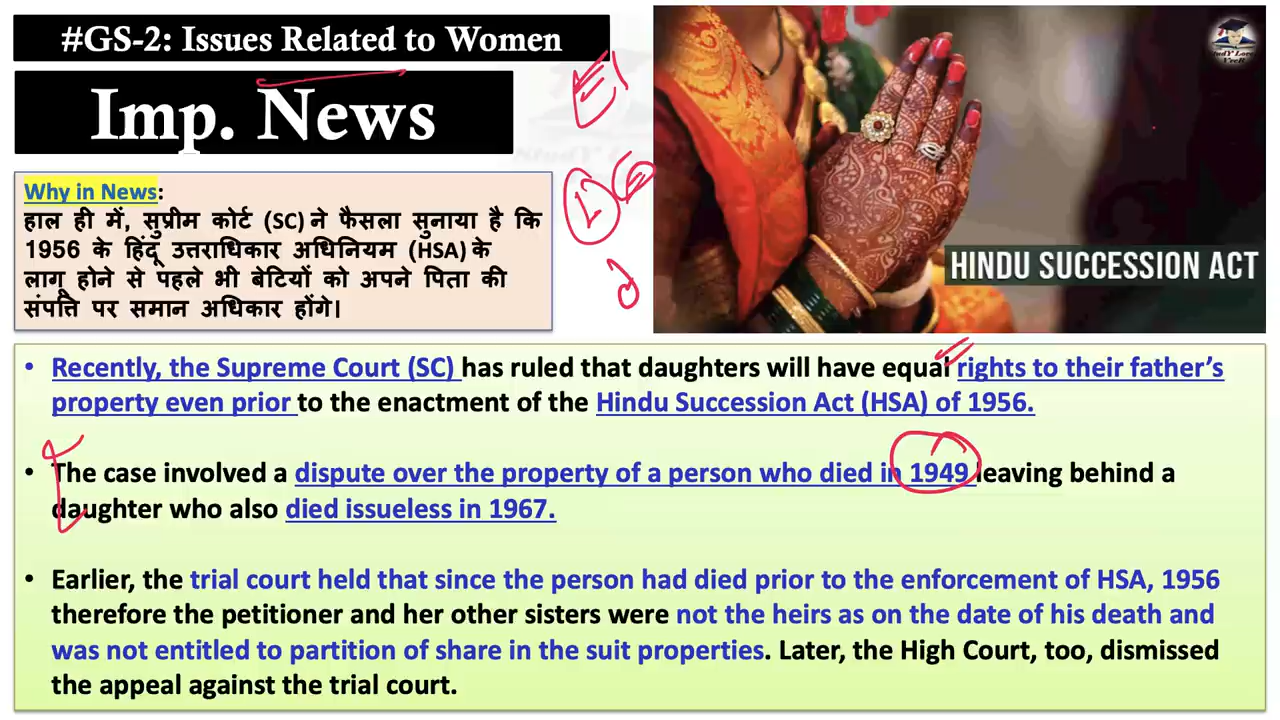 #GS-2: Issues Related to Women
Imp. News
Why in News:
हाल ही में, सुप्रीम कोर्ट (SC) ने फैसला सुनाया है कि
1956 के हिंदू उत्तराधिकार अधिनियम (HSA) के
लागू होने से पहले भी बेटियों को अपने पिता की
संपत्ति पर समान अधिकार होंगे।
HINDU SUCCESSION ACT
• Recently, the Supreme Court (SC) has ruled that daughters will have equal rights to their father's
property even prior to the enactment of the Hindu Succession Act (HSA) of 1956.
• The case involved a dispute over the property of a person who died in 1949 leaving behind a
daughter who also died issueless in 1967.
• Earlier, the trial court held that since the person had died prior to the enforcement of HSA, 1956
therefore the petitioner and her other sisters were not the heirs as on the date of his death and
was not entitled to partition of share in the suit properties. Later, the High Court, too, dismissed
the appeal against the trial court.